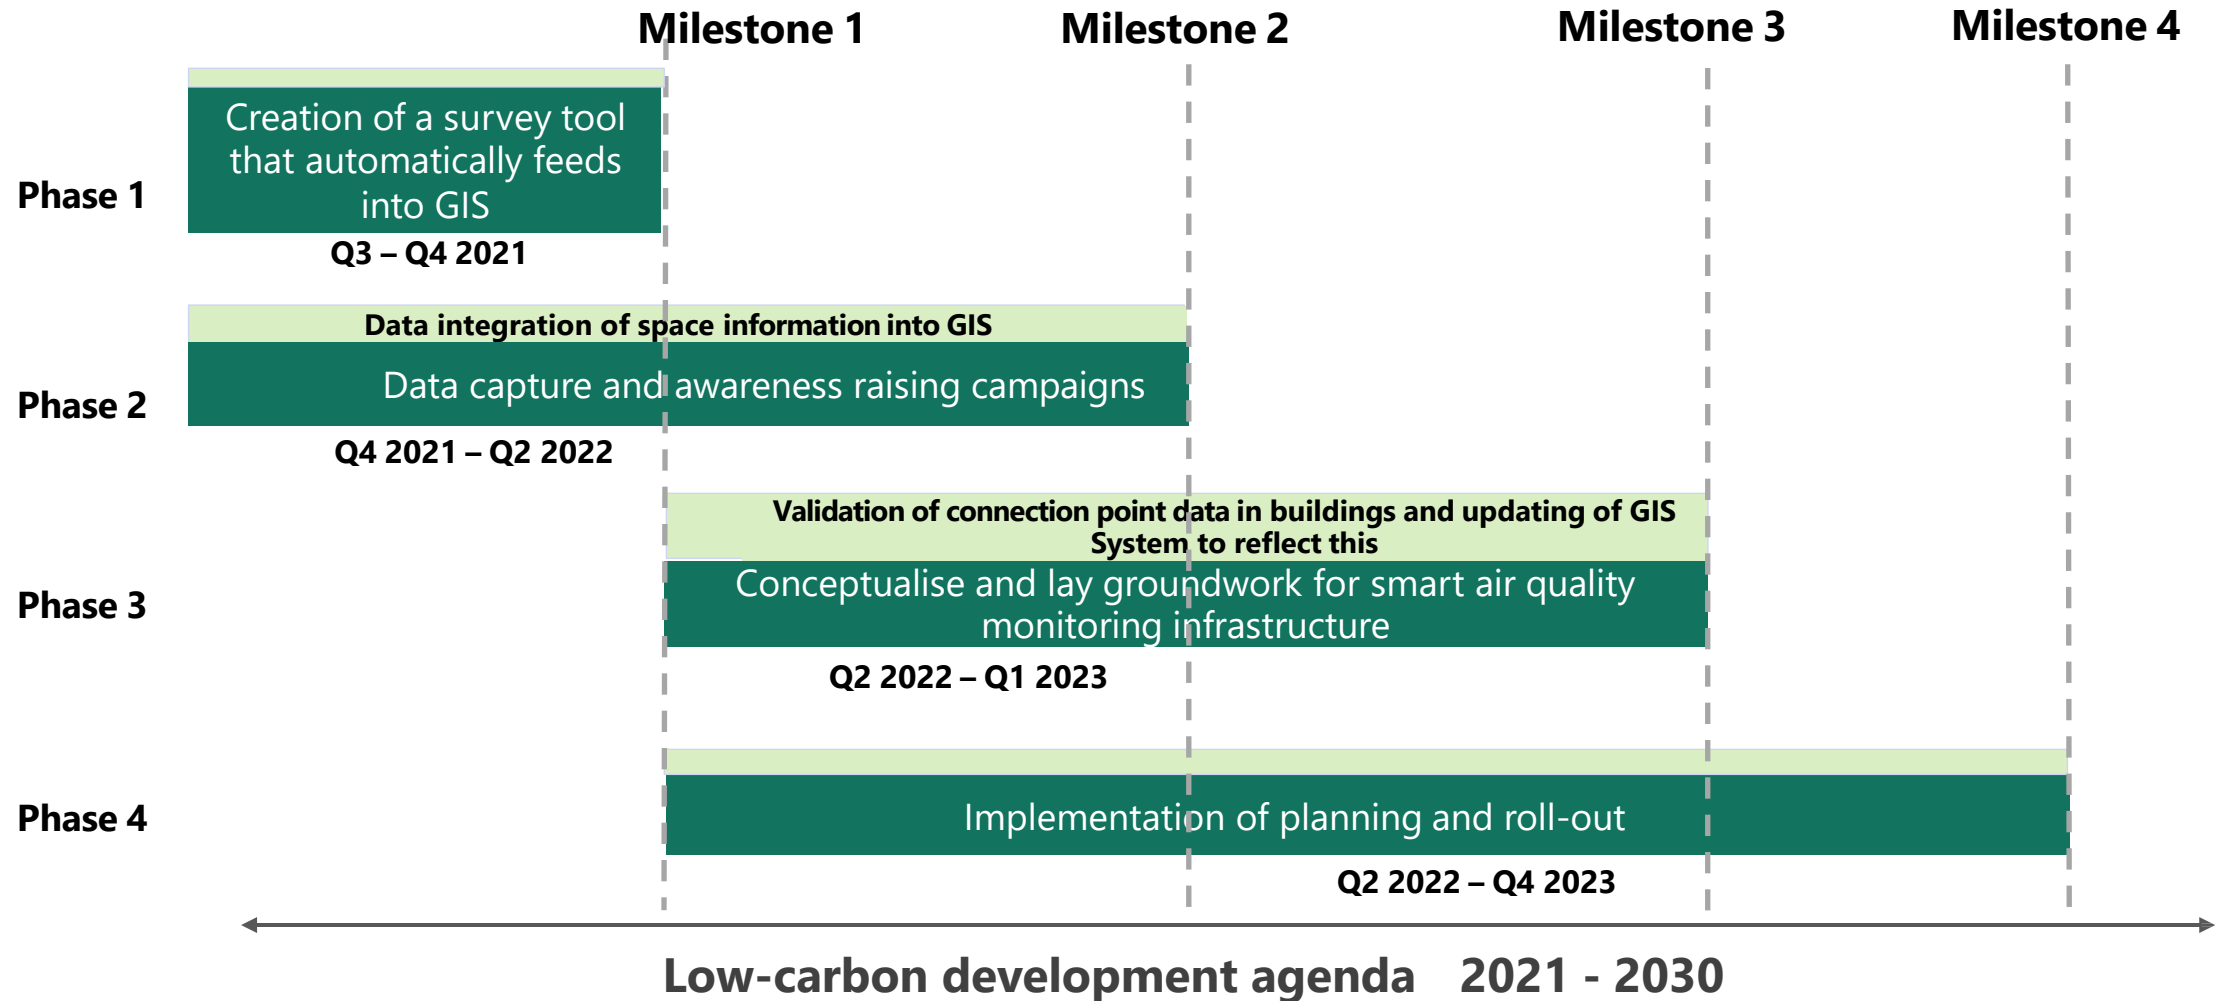 Milestone 1
Milestone 2
Milestone 3
Milestone 4
Phase 1
Creation of a survey tool
that automatically feeds
into GIS
Q3 – Q4 2021
Phase 2
Data integration of space information into GIS
Data capture and awareness raising campaigns
Q4 2021 – Q2 2022
Phase 3
Validation of connection point data in buildings and updating of GIS
System to reflect this
Conceptualise and lay groundwork for smart air quality
monitoring infrastructure
Q2 2022 – Q1 2023
Phase 4
Implementation of planning and roll-out
Q2 2022 – Q4 2023
Low-carbon development agenda 2021 - 2030